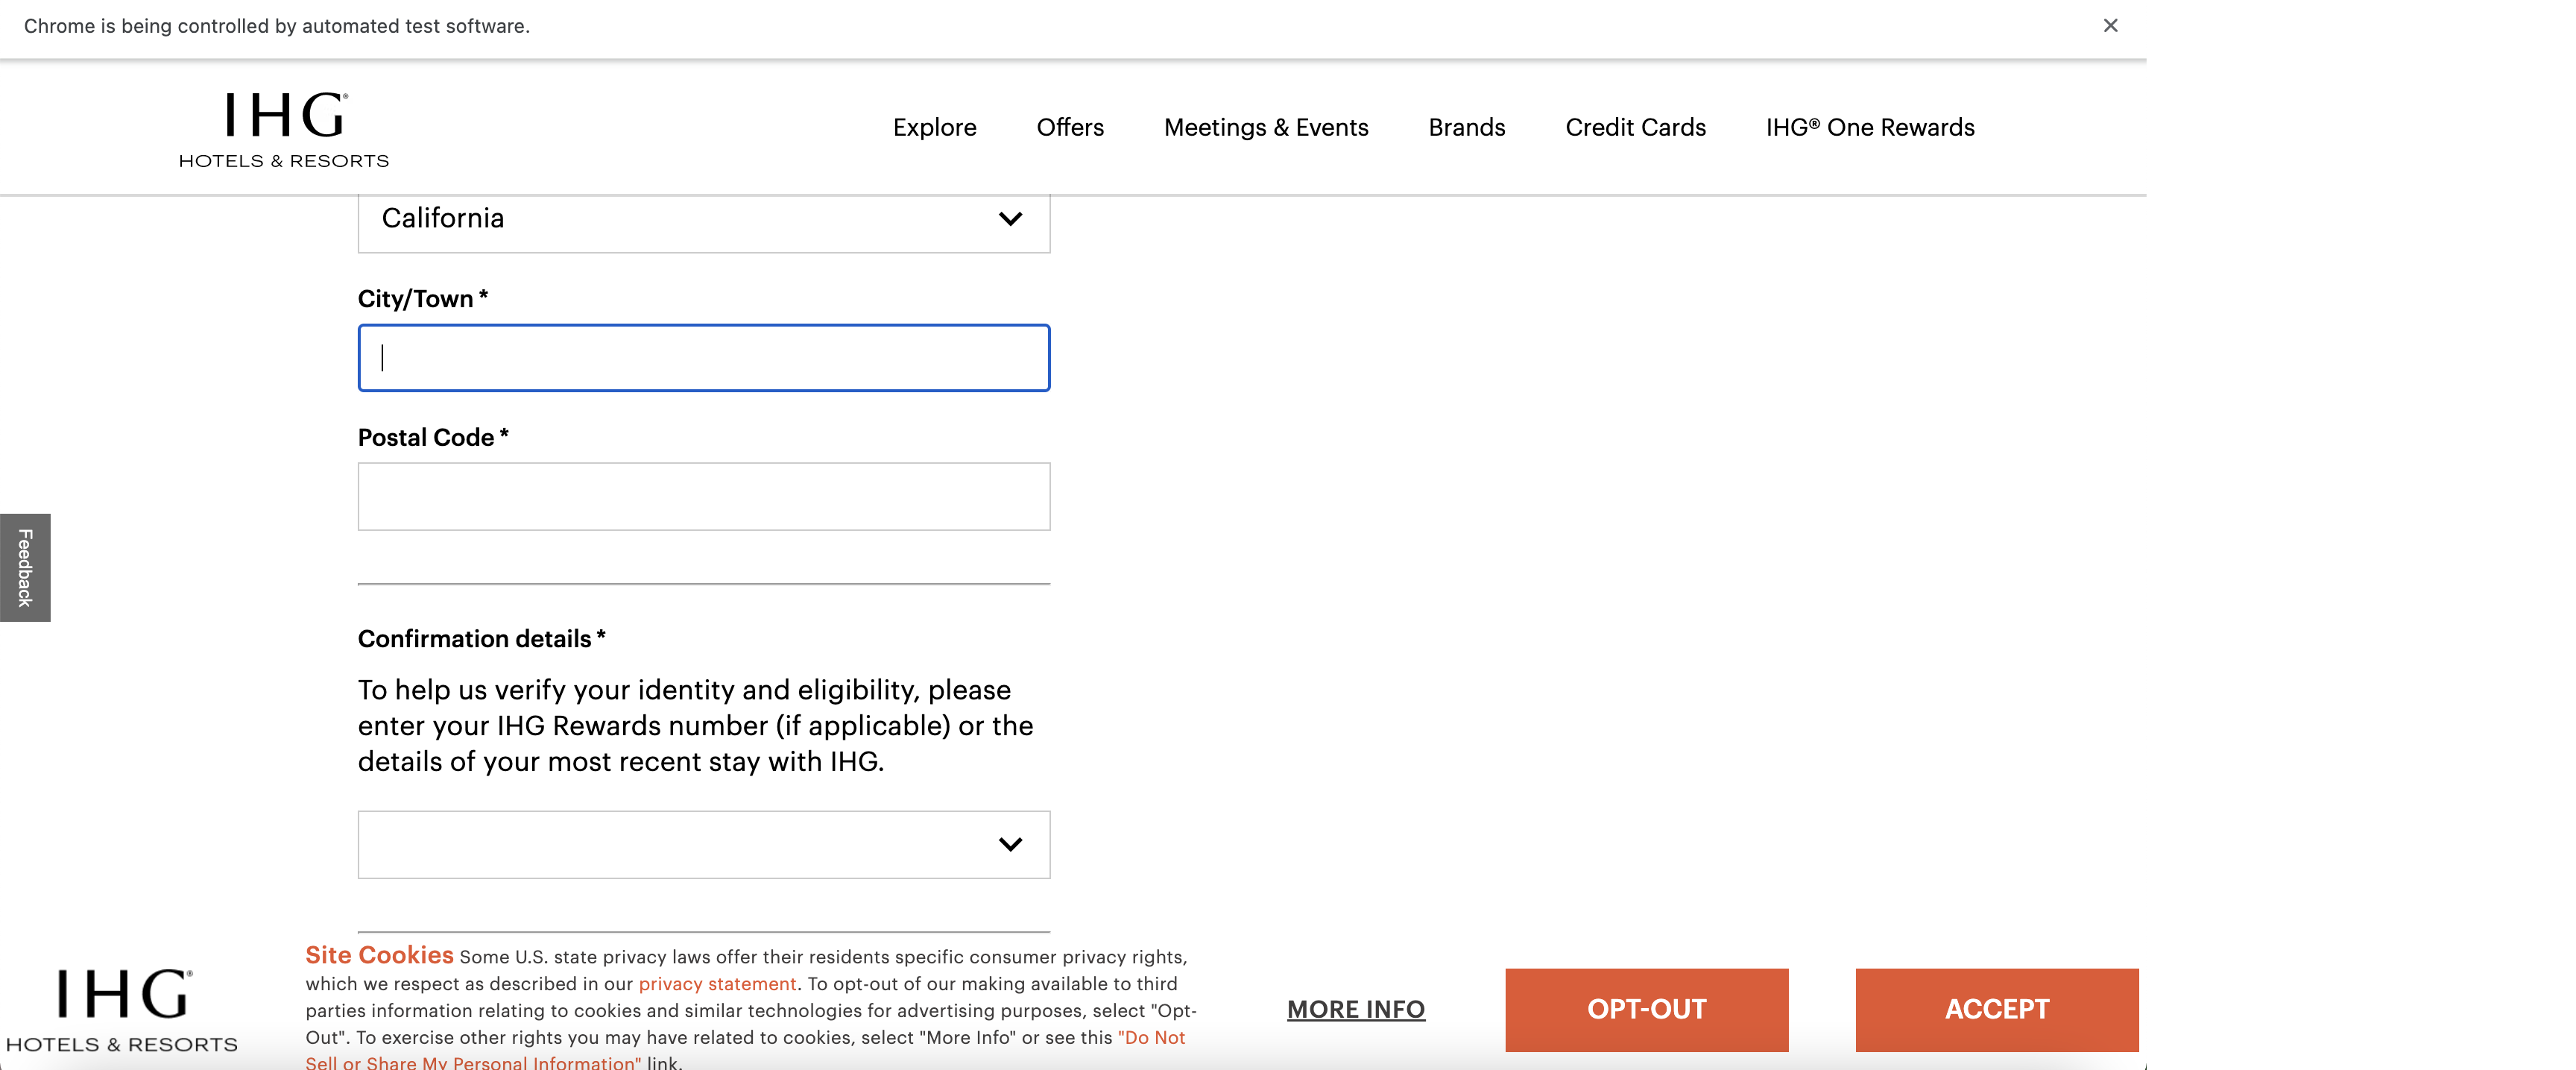 Chrome is being controlled by automated test software.
IHG®
HOTELS & RESORTS
Explore
Offers
Meetings & Events
Brands
Credit Cards
IHG® One Rewards
California
City/Town *
Postal Code *
Feedback
Confirmation details *
To help us verify your identity and eligibility, please
enter your IHG Rewards number (if applicable) or the
details of your most recent stay with IHG.
IHG®
HOTELS & RESORTS
Site Cookies Some U.S. state privacy laws offer their residents specific consumer privacy rights,
which we respect as described in our privacy statement. To opt-out of our making available to third
parties information relating to cookies and similar technologies for advertising purposes, select "Opt-
Out". To exercise other rights you may have related to cookies, select "More Info" or see this "Do Not
Sell or Share My Personal Information" link.
MORE INFO
OPT-OUT
ACCEPT